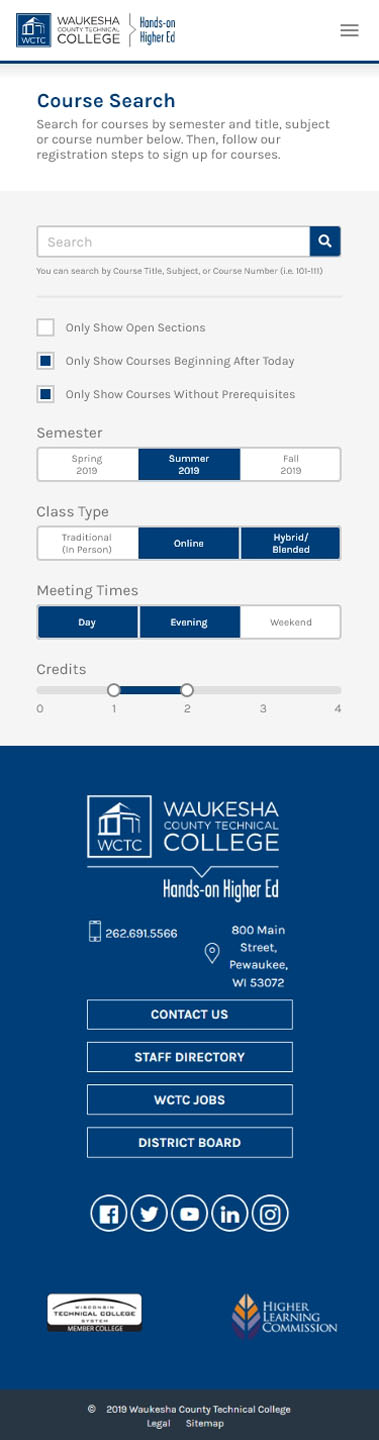 WCTC
WAUKESHA
COUNTY TECHNICAL
COLLEGE
Hands-on
Higher Ed
Course Search
Search for courses by semester and title, subject
or course number below. Then, follow our
registration steps to sign up for courses.
Search
You can search by Course Title, Subject, or Course Number (i.e. 101-111)
Only Show Open Sections
Only Show Courses Beginning After Today
Only Show Courses Without Prerequisites
Semester
Spring
2019
Summer
2019
Fall
2019
Class Type
Traditional
(In Person)
Online
Hybrid/
Blended
Meeting Times
Day
Evening
Weekend
Credits
0 1 2 3 4
WCTC
WAUKESHA
COUNTY TECHNICAL
COLLEGE
Hands-on Higher Ed
262.691.5566
800 Main
Street,
Pewaukee,
WI 53072
CONTACT US
STAFF DIRECTORY
WCTC JOBS
DISTRICT BOARD
WISCONSIN
TECHNICAL COLLEGE
SYSTEM
MEMBER COLLEGE
HIGHER
LEARNING
COMMISSION
© 2019 Waukesha County Technical College
Legal Sitemap